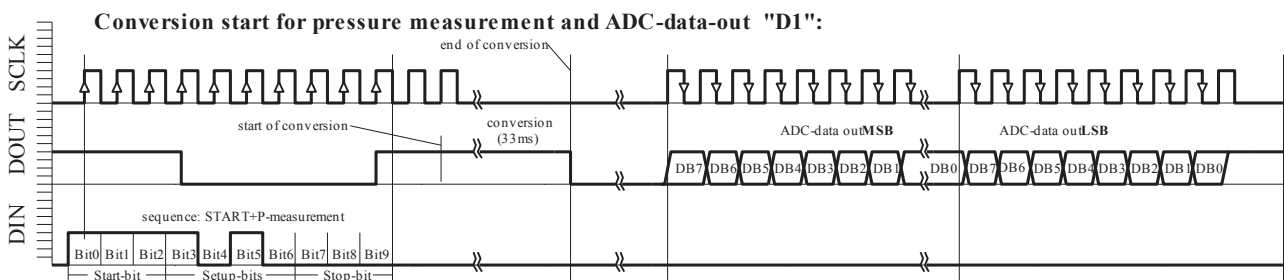 Conversion start for pressure measurement and ADC-data-out "D1":
end of conversion
SCLK
start of conversion
conversion
(33ms)
ADC-data outMSB
ADC-data outLSB
DOUT
DB7 DB6 DB5 DB4 DB3 DB2 DB1 DB0 DB7 DB6 DB5 DB4 DB3 DB2 DB1 DB0
sequence: START+P-measurement
DIN
Bit0 Bit1 Bit2 Bit3 Bit4 Bit5 Bit6 Bit7 Bit8 Bit9
Start-bit Setup-bits Stop-bit